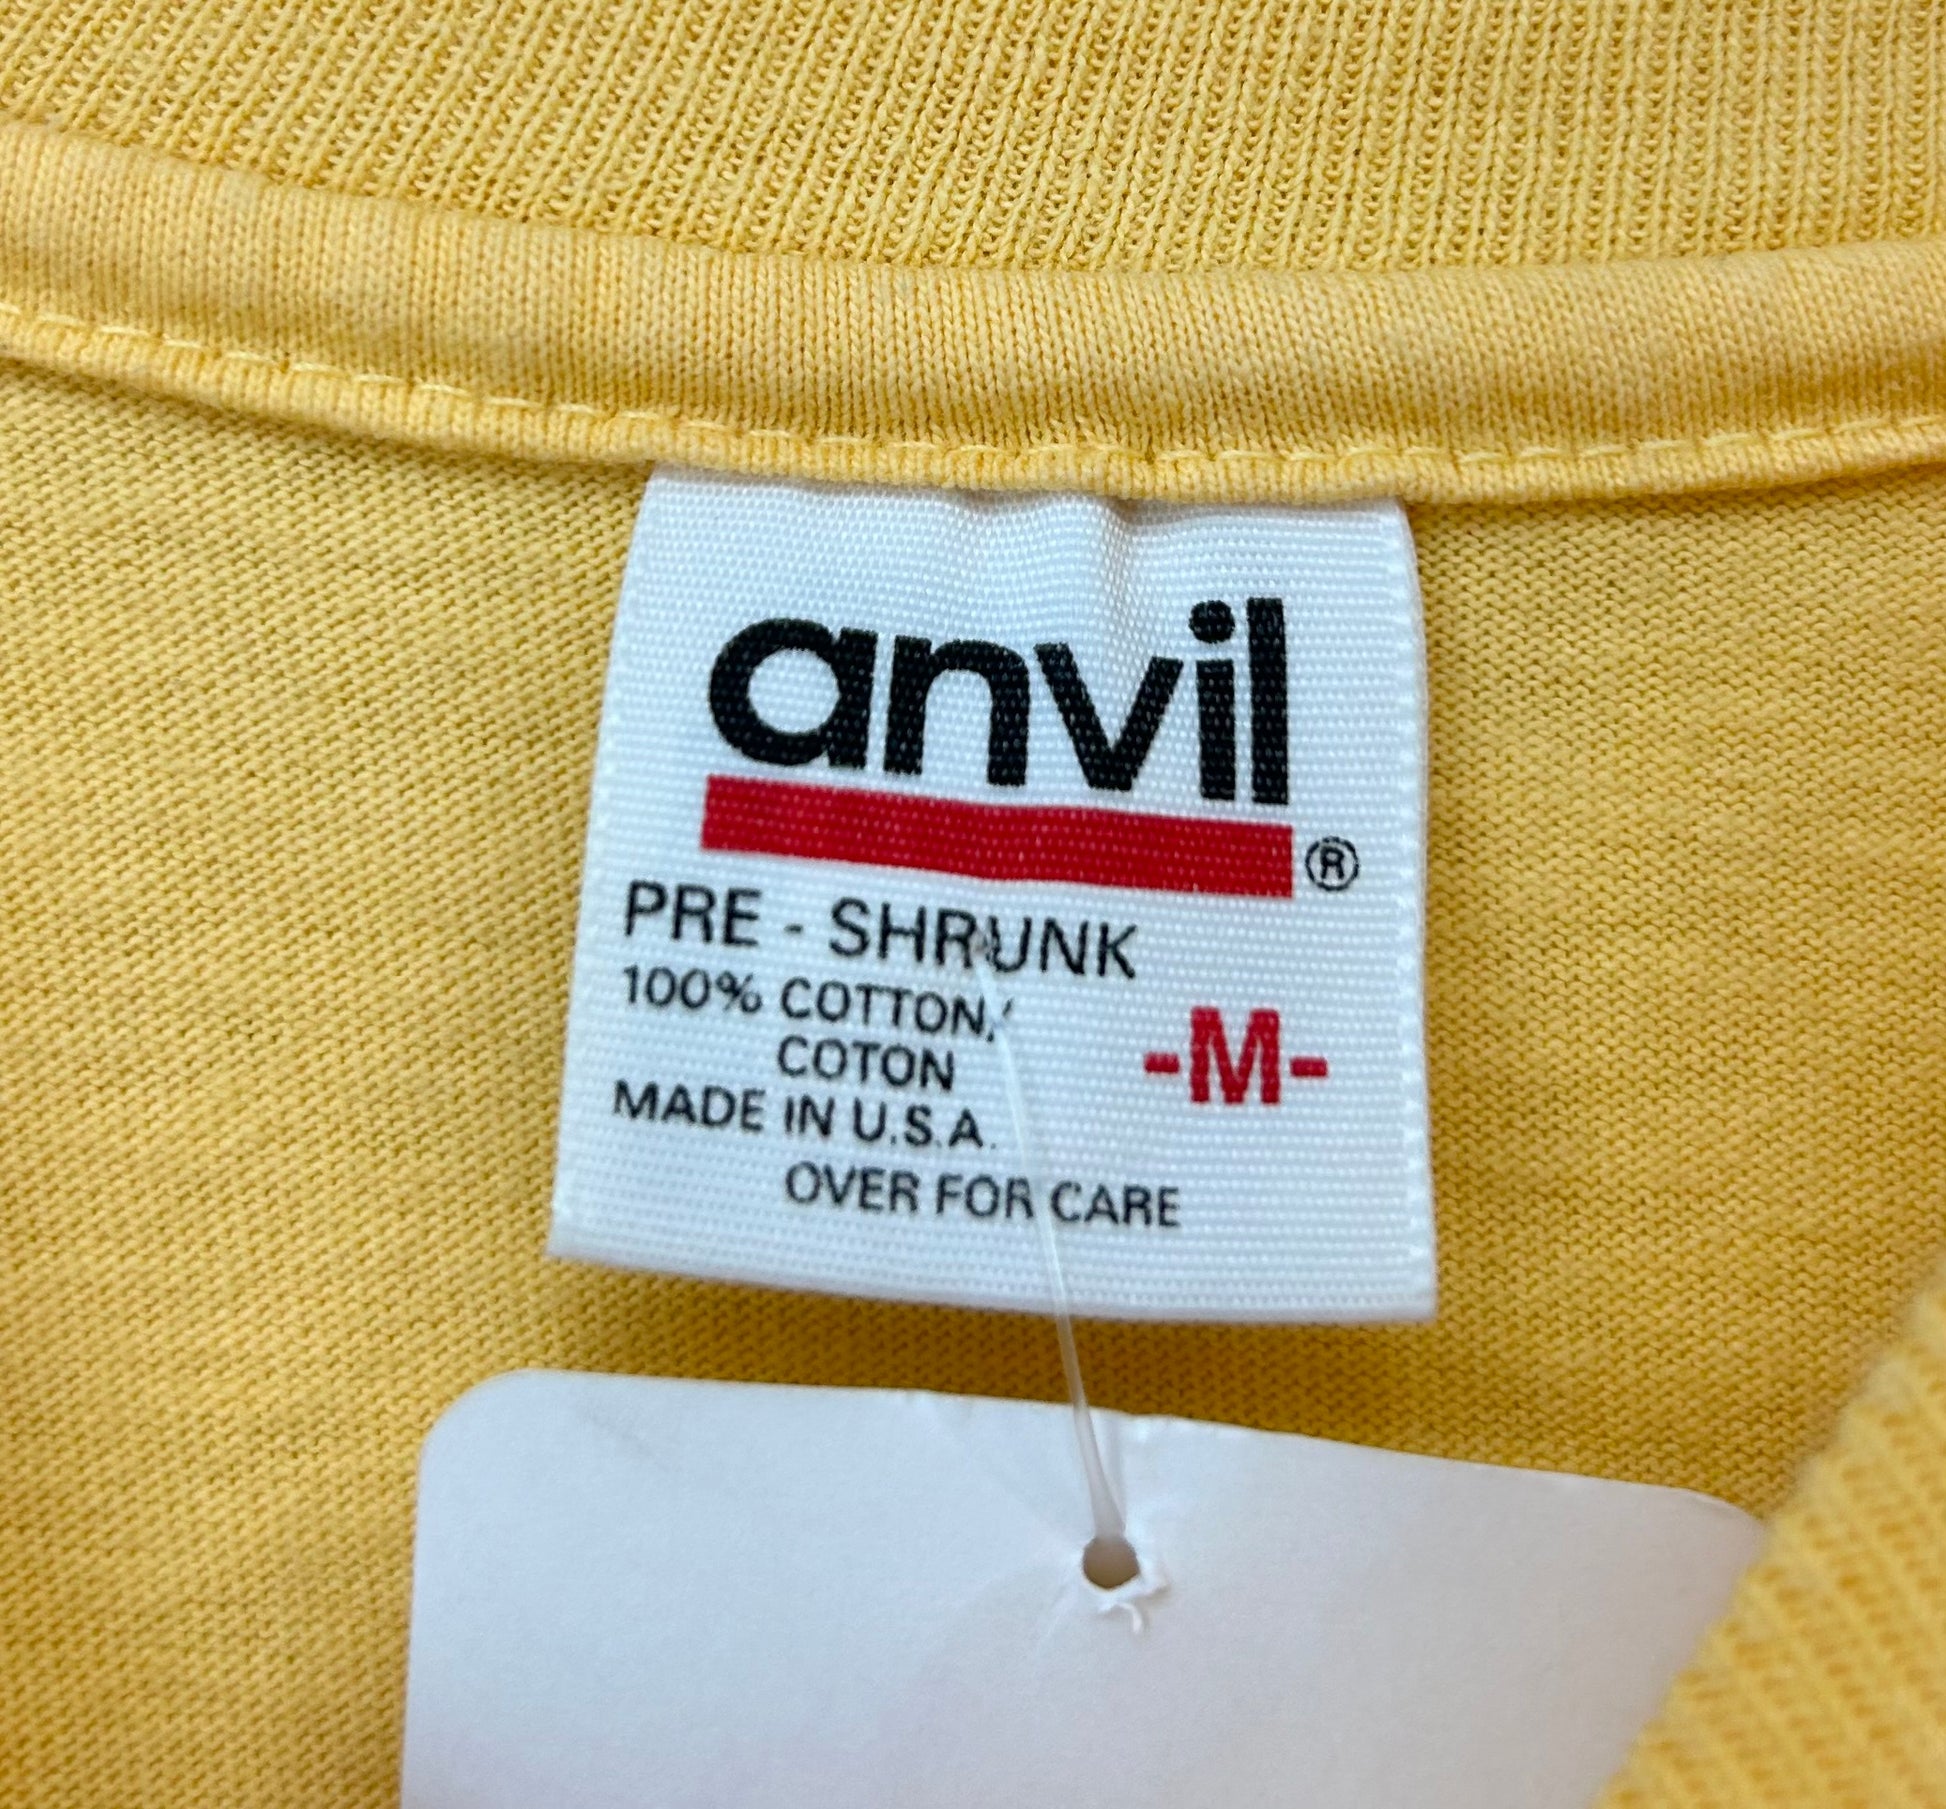 anvil
®
PRE - SHRUNK
100% COTTON,
COTON
-M-
MADE IN U.S.A.
OVER FOR CARE